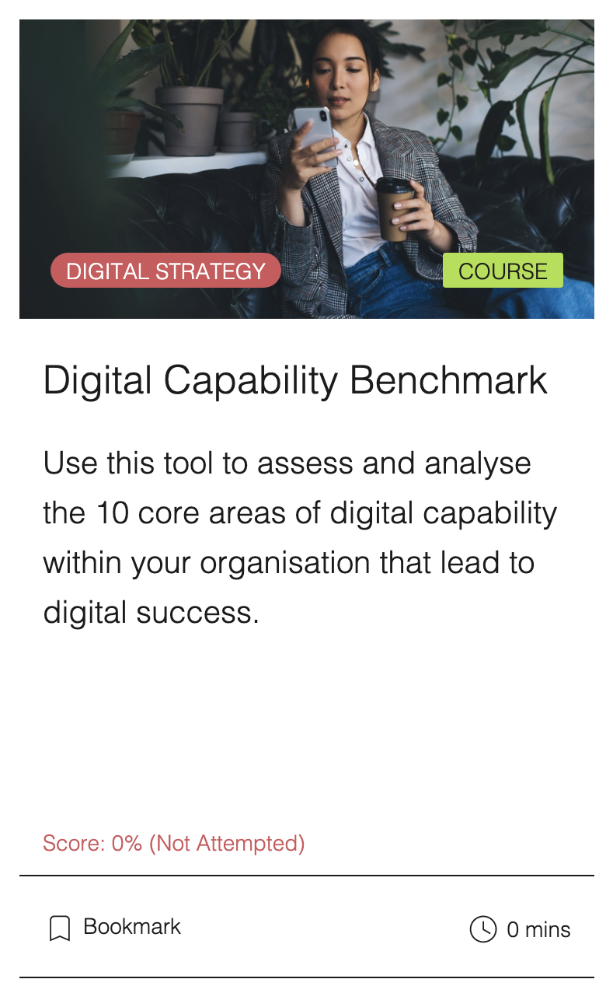 DIGITAL STRATEGY
COURSE
Digital Capability Benchmark
Use this tool to assess and analyse
the 10 core areas of digital capability
within your organisation that lead to
digital success.
Score: 0% (Not Attempted)
Bookmark
0 mins